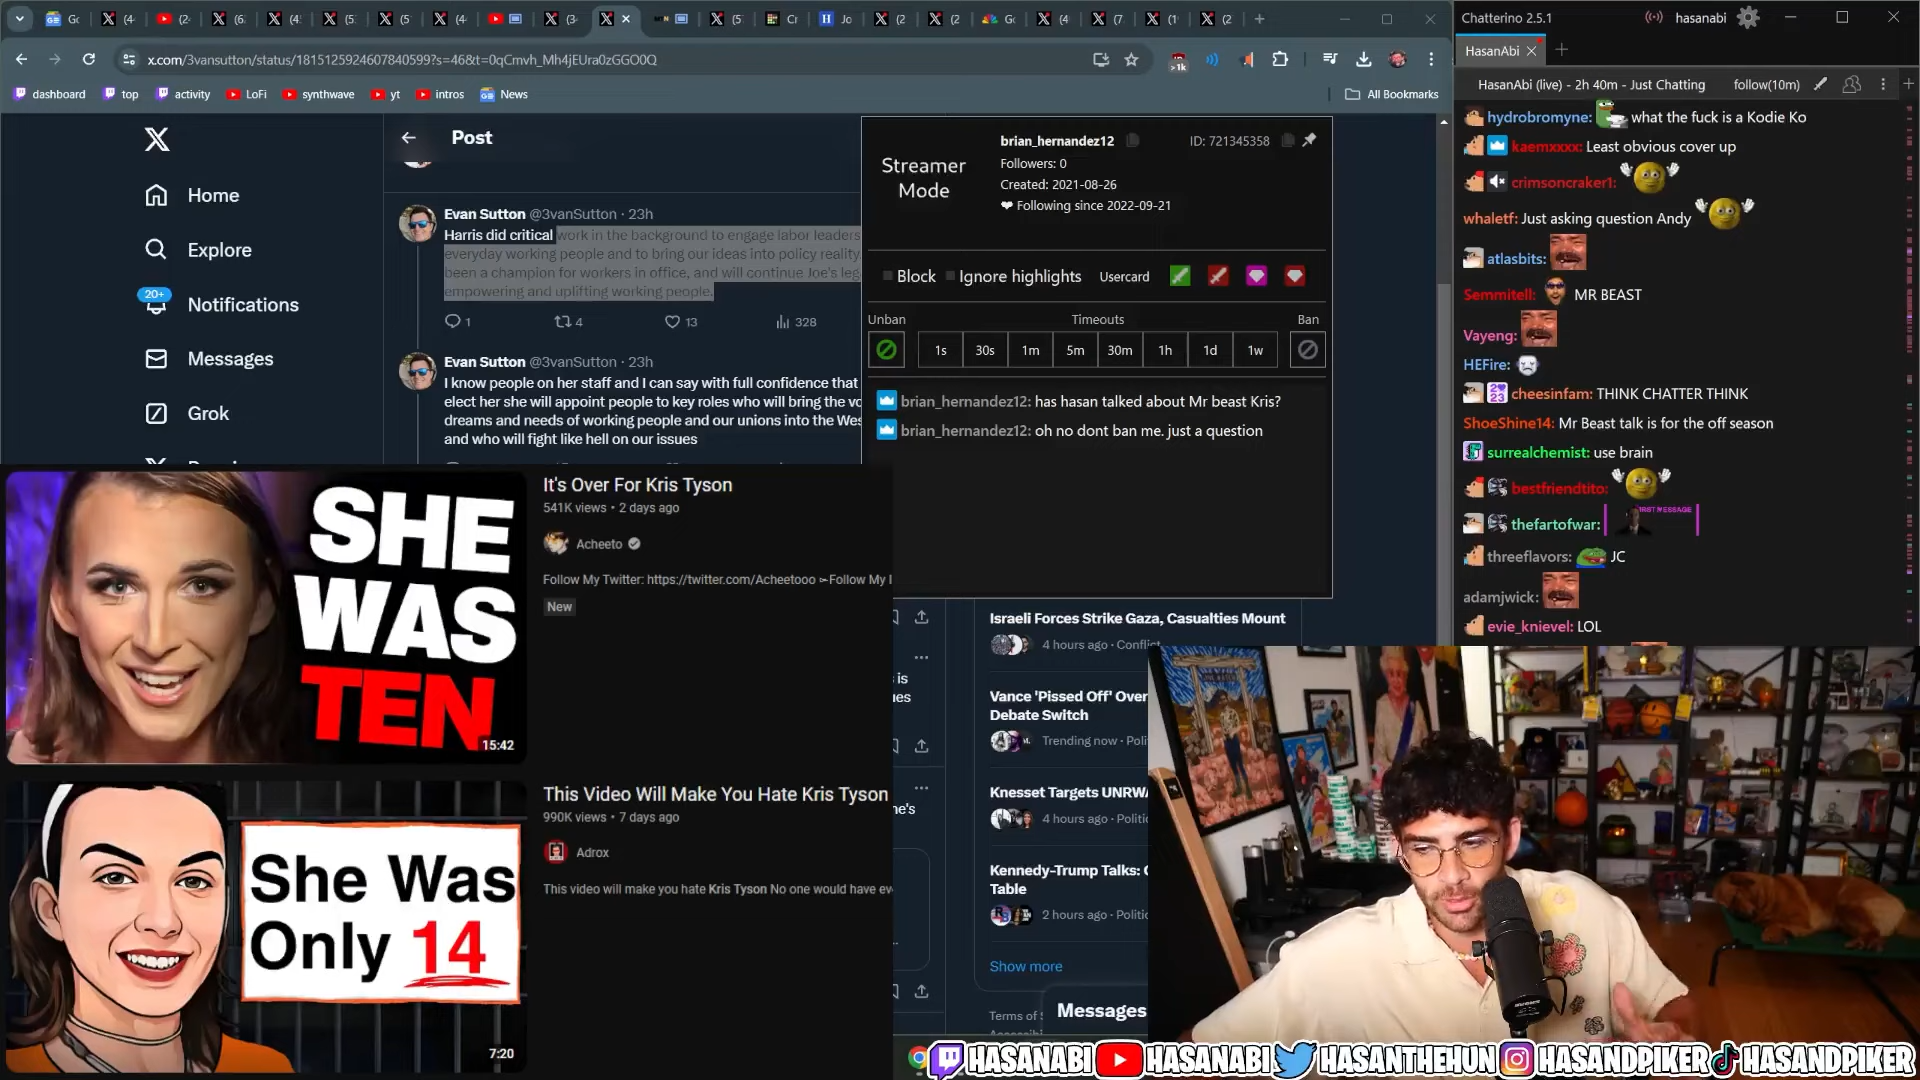 x.com/3vansutton/status/1815125924607840599?s=46&t=0qCmvh_Mh4jEUra0zGGO0Q
dashboard
top
activity
LoFi
synthwave
yt
intros
News
All Bookmarks
Post
Home
Explore
20+
Notifications
Messages
Grok
Evan Sutton @3vanSutton · 23h
Harris did critical work in the background to engage labor leaders
everyday working people and to bring our ideas into policy reality.
been a champion for workers in office, and will continue Joe's leg
empowering and uplifting working people.
1
4
13
328
Evan Sutton @3vanSutton · 23h
I know people on her staff and I can say with full confidence that
elect her she will appoint people to key roles who will bring the vo
dreams and needs of working people and our unions into the Wes
and who will fight like hell on our issues
Streamer
Mode
brian_hernandez12
ID: 721345358
Followers: 0
Created: 2021-08-26
❤ Following since 2022-09-21
Block
Ignore highlights
Usercard
Unban
Timeouts
Ban
1s
30s
1m
5m
30m
1h
1d
1w
brian_hernandez12: has hasan talked about Mr beast Kris?
brian_hernandez12: oh no dont ban me. just a question
SHE
WAS
TEN
15:42
It's Over For Kris Tyson
541K views • 2 days ago
Acheeto
Follow My Twitter: https://twitter.com/Acheetooo ➢Follow My I
New
She Was
Only 14
7:20
This Video Will Make You Hate Kris Tyson
990K views • 7 days ago
Adrox
This video will make you hate Kris Tyson No one would have ev
Israeli Forces Strike Gaza, Casualties Mount
4 hours ago · Conflic
Vance 'Pissed Off' Over
Debate Switch
Trending now · Poli
Knesset Targets UNRWA
4 hours ago · Politic
Kennedy-Trump Talks: C
Table
2 hours ago · Politic
Show more
Terms of S
Messages
s is
ues
ne's
Chatterino 2.5.1
hasanabi
HasanAbi
HasanAbi (live) - 2h 40m - Just Chatting
follow(10m)
hydrobromyne: what the fuck is a Kodie Ko
kaemxxxx: Least obvious cover up
crimsoncraker1:
whaletf: Just asking question Andy
atlasbits:
Semmitell: MR BEAST
Vayeng:
HEFire:
cheesinfam: THINK CHATTER THINK
ShoeShine14: Mr Beast talk is for the off season
surrealchemist: use brain
bestfriendtito:
thefartofwar:
threeflavors: JC
adamjwick:
evie_knievel: LOL
HASANABI
HASANABI
HASANTHEHUN
HASANDPIKER
HASANDPIKER